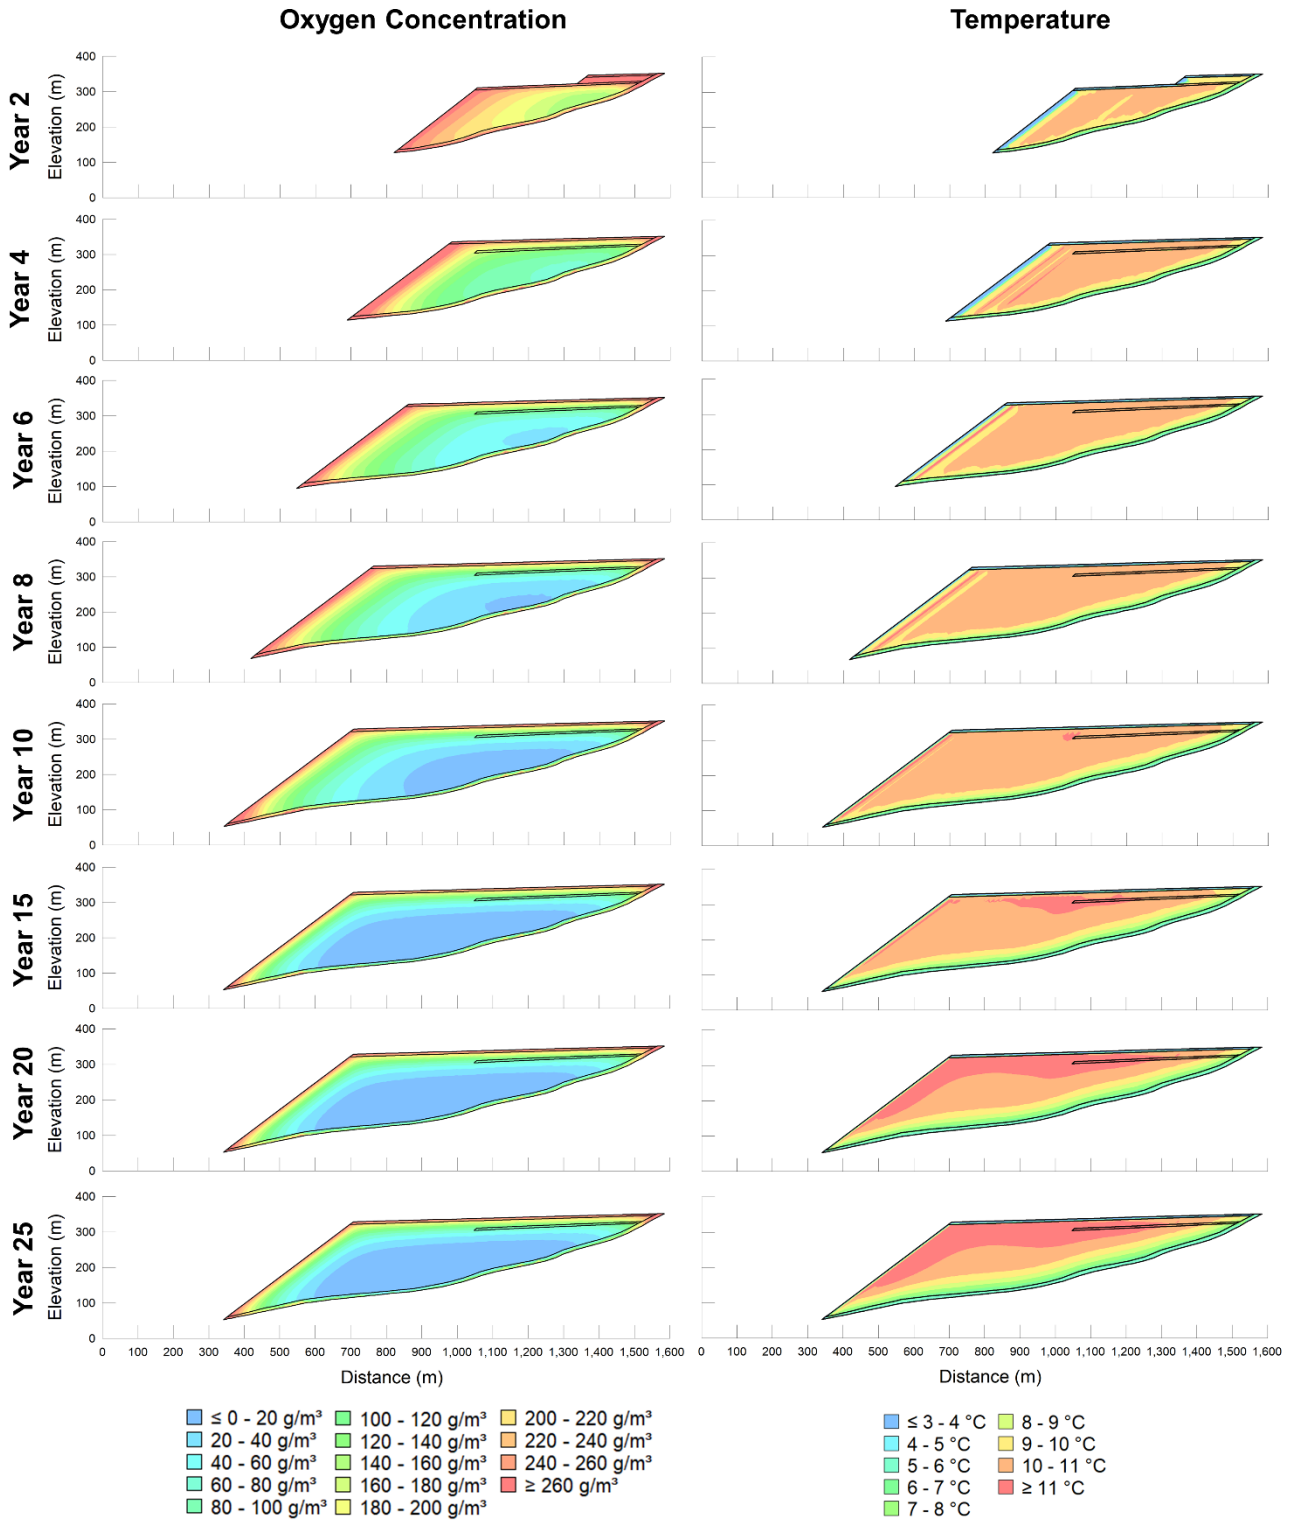 Oxygen Concentration
Temperature
Year 2
Elevation (m)
400
300
200
100
0
Year 4
Elevation (m)
400
300
200
100
0
Year 6
Elevation (m)
400
300
200
100
0
Year 8
Elevation (m)
400
300
200
100
0
Year 10
Elevation (m)
400
300
200
100
0
Year 15
Elevation (m)
400
300
200
100
0
Year 20
Elevation (m)
400
300
200
100
0
Year 25
Elevation (m)
400
300
200
100
0
0 100 200 300 400 500 600 700 800 900 1,000 1,100 1,200 1,300 1,400 1,500 1,600
0 100 200 300 400 500 600 700 800 900 1,000 1,100 1,200 1,300 1,400 1,500 1,600
Distance (m)
Distance (m)
≤ 0 - 20 g/m³
20 - 40 g/m³
40 - 60 g/m³
60 - 80 g/m³
80 - 100 g/m³
100 - 120 g/m³
120 - 140 g/m³
140 - 160 g/m³
160 - 180 g/m³
180 - 200 g/m³
200 - 220 g/m³
220 - 240 g/m³
240 - 260 g/m³
≥ 260 g/m³
≤ 3 - 4 °C
4 - 5 °C
5 - 6 °C
6 - 7 °C
7 - 8 °C
8 - 9 °C
9 - 10 °C
10 - 11 °C
≥ 11 °C